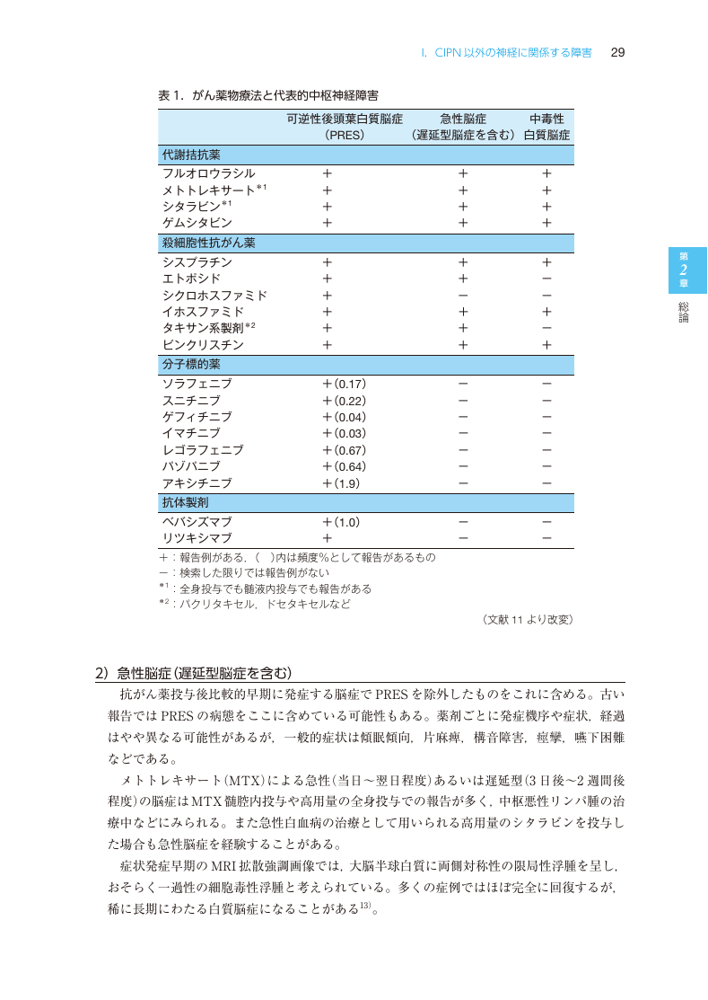 I. CIPN 以外の神経に関係する障害 29
表 1. がん薬物療法と代表的中枢神経障害
可逆性後頭葉白質脳症 急性脳症 中毒性
(PRES) (遅延型脳症を含む) 白質脳症
代謝拮抗薬
フルオロウラシル + + +
メトトレキサート*1 + + +
シタラビン*1 + + +
ゲムシタビン + + +
殺細胞性抗がん薬
シスプラチン + + +
エトポシド + + −
シクロホスファミド + − −
イホスファミド + + +
タキサン系製剤*2 + + −
ビンクリスチン + + +
分子標的薬
ソラフェニブ +(0.17) − −
スニチニブ +(0.22) − −
ゲフィチニブ +(0.04) − −
イマチニブ +(0.03) − −
レゴラフェニブ +(0.67) − −
パゾパニブ +(0.64) − −
アキシチニブ +(1.9) − −
抗体製剤
ベバシズマブ +(1.0) − −
リツキシマブ + − −
+:報告例がある,( )内は頻度%として報告があるもの
−:検索した限りでは報告例がない
*1:全身投与でも髄液内投与でも報告がある
*2:パクリタキセル,ドセタキセルなど
(文献 11 より改変)
第
2
章
総論
2) 急性脳症(遅延型脳症を含む)
抗がん薬投与後比較的早期に発症する脳症で PRES を除外したものをこれに含める。古い
報告では PRES の病態をここに含めている可能性もある。薬剤ごとに発症機序や症状,経過
はやや異なる可能性があるが,一般的症状は傾眠傾向,片麻痺,構音障害,痙攣,嚥下困難
などである。
メトトレキサート(MTX)による急性(当日〜翌日程度)あるいは遅延型(3 日後〜2 週間後
程度)の脳症は MTX 髄腔内投与や高用量の全身投与での報告が多く,中枢悪性リンパ腫の治
療中などにみられる。また急性白血病の治療として用いられる高用量のシタラビンを投与し
た場合も急性脳症を経験することがある。
症状発症早期の MRI 拡散強調画像では,大脳半球白質に両側対称性の限局性浮腫を呈し,
おそらく一過性の細胞毒性浮腫と考えられている。多くの症例ではほぼ完全に回復するが,
稀に長期にわたる白質脳症になることがある13)。